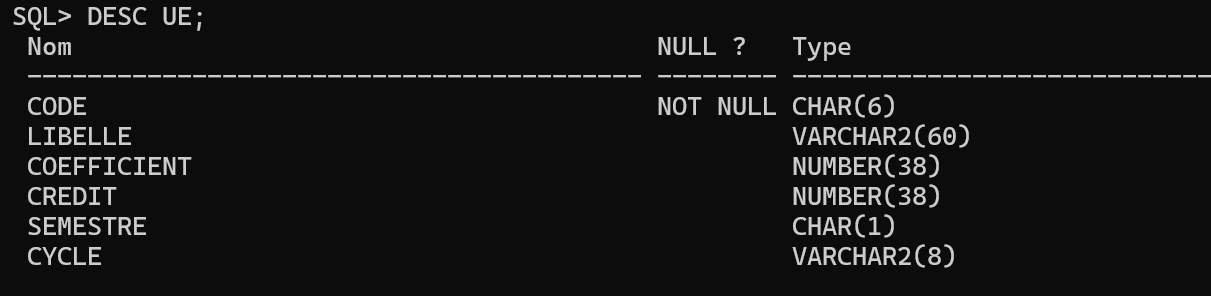 SQL> DESC UE;
Nom NULL ? Type
----------------------------------------- -------- ----------------------------
CODE NOT NULL CHAR(6)
LIBELLE VARCHAR2(60)
COEFFICIENT NUMBER(38)
CREDIT NUMBER(38)
SEMESTRE CHAR(1)
CYCLE VARCHAR2(8)